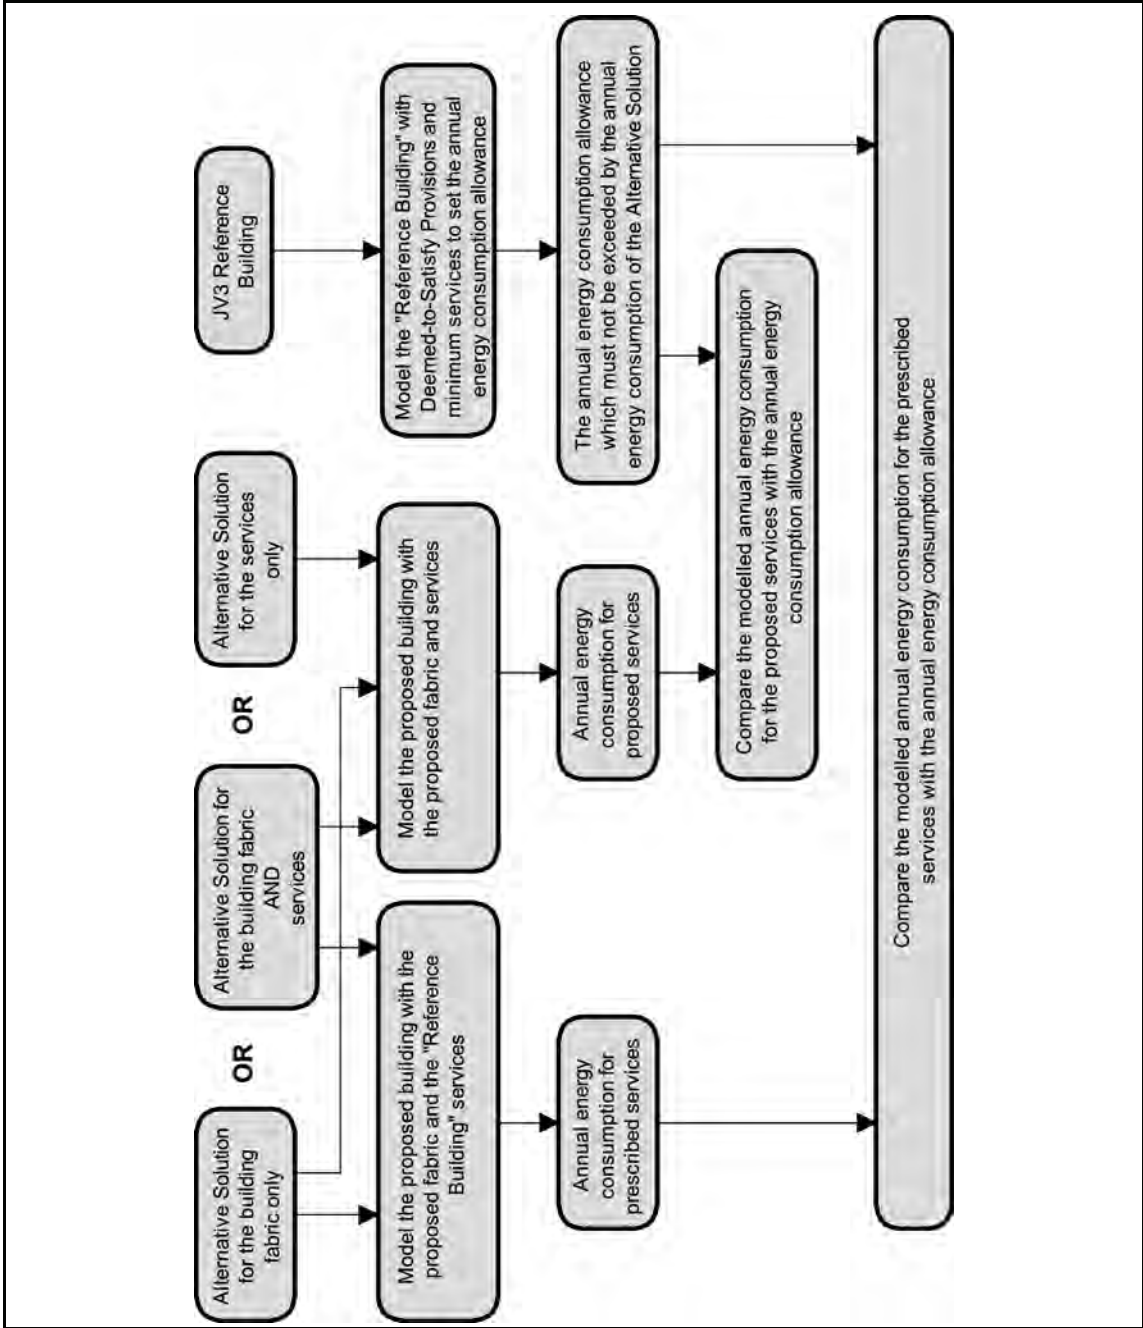 Alternative Solution
for the building
fabric only
OR
Alternative Solution for
the building fabric
AND
services
OR
Alternative Solution
for the services
only
JV3 Reference
Building
Model the proposed building with the
proposed fabric and the "Reference
Building" services
Model the proposed building with
the proposed fabric and services
Model the "Reference Building" with
Deemed-to-Satisfy Provisions and
minimum services to set the annual
energy consumption allowance
Annual energy
consumption for
prescribed services
Annual energy
consumption for
proposed services
The annual energy consumption allowance
which must not be exceeded by the annual
energy consumption of the Alternative Solution
Compare the modelled annual energy consumption
for the proposed services with the annual energy
consumption allowance
Compare the modelled annual energy consumption for the prescribed
services with the annual energy consumption allowance